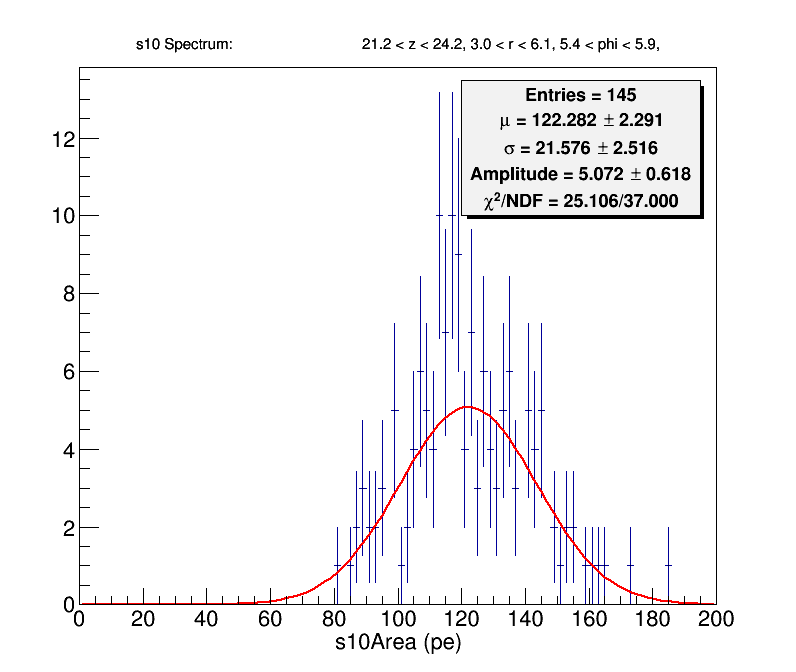 s10 Spectrum: 21.2 < z < 24.2, 3.0 < r < 6.1, 5.4 < phi < 5.9,
Entries = 145
μ = 122.282 ± 2.291
σ = 21.576 ± 2.516
Amplitude = 5.072 ± 0.618
χ²/NDF = 25.106/37.000
12
10
8
6
4
2
0
0 20 40 60 80 100 120 140 160 180 200
s10Area (pe)